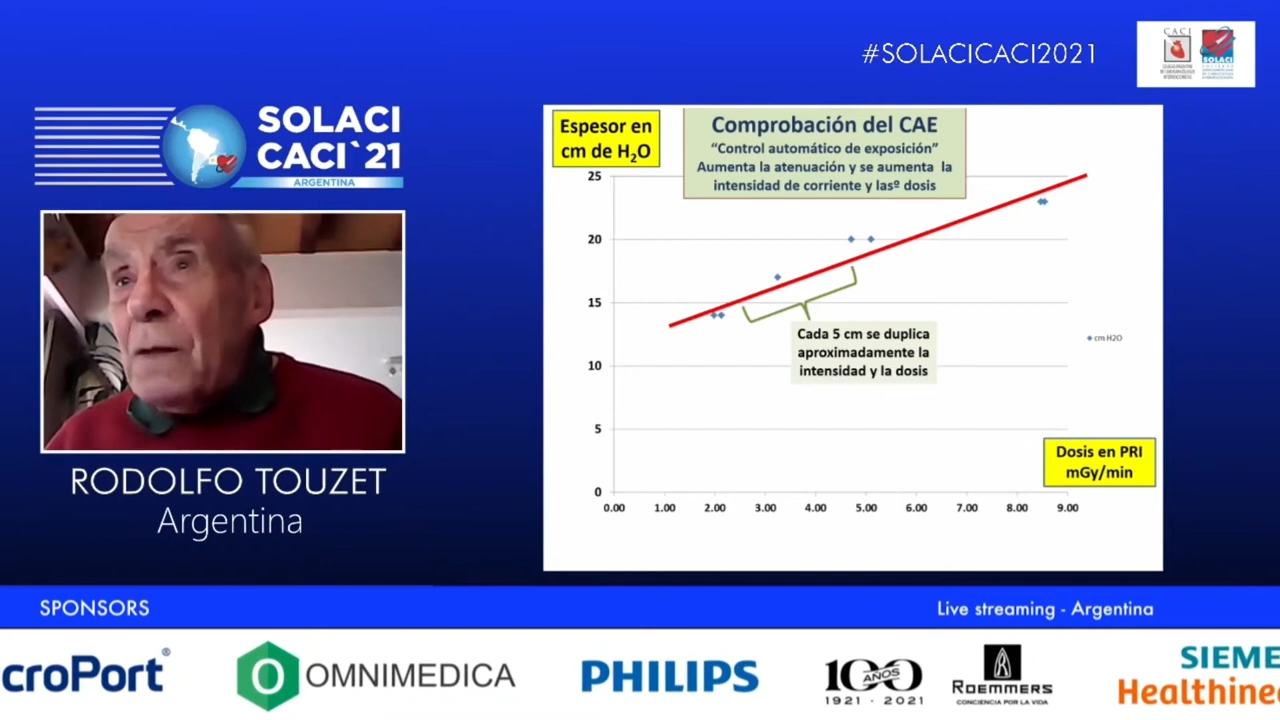 #SOLACICACI2021
CACI
SOLACI
SOLACI
CACI`21
ARGENTINA
RODOLFO TOUZET
Argentina
Espesor en
cm de H₂O
Comprobación del CAE
“Control automático de exposición”
Aumenta la atenuación y se aumenta la
intensidad de corriente y lasº dosis
25
20
15
10
5
0
Cada 5 cm se duplica
aproximadamente la
intensidad y la dosis
cm H2O
Dosis en PRI
mGy/min
0.00 1.00 2.00 3.00 4.00 5.00 6.00 7.00 8.00 9.00
SPONSORS
Live streaming - Argentina
croPort®
OMNIMEDICA
PHILIPS
100
AÑOS
1921 · 2021
ROEMMERS
CONCIENCIA POR LA VIDA
SIEME
Healthinee